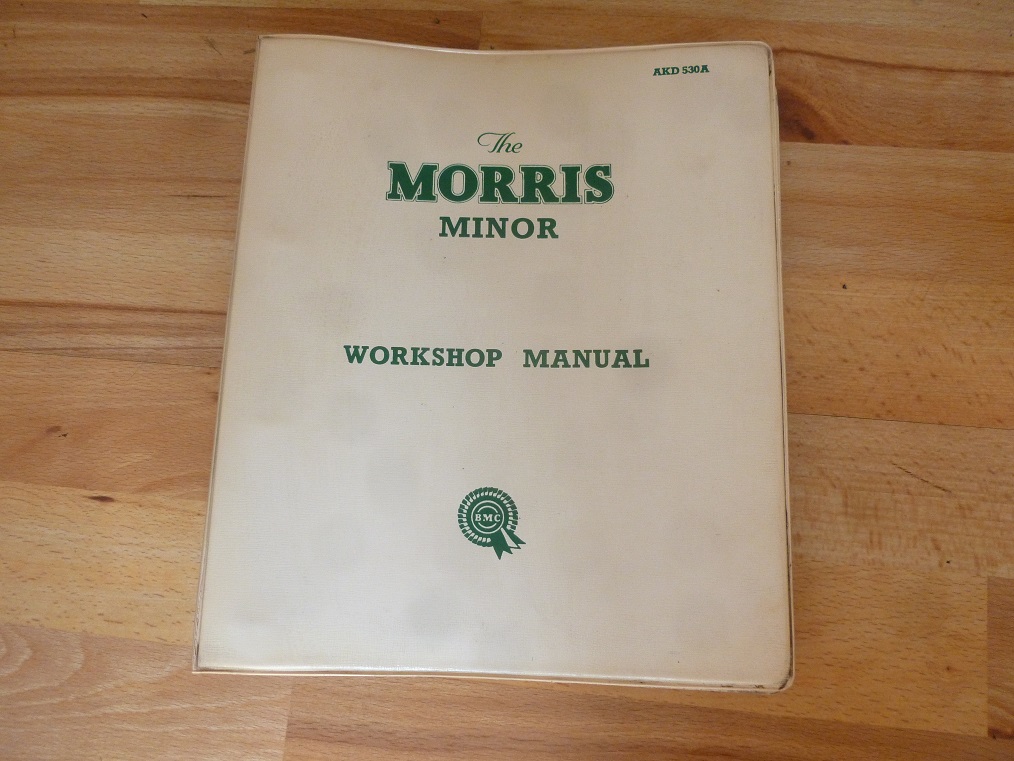 AKD 530A
The
MORRIS
MINOR
WORKSHOP MANUAL
BMC